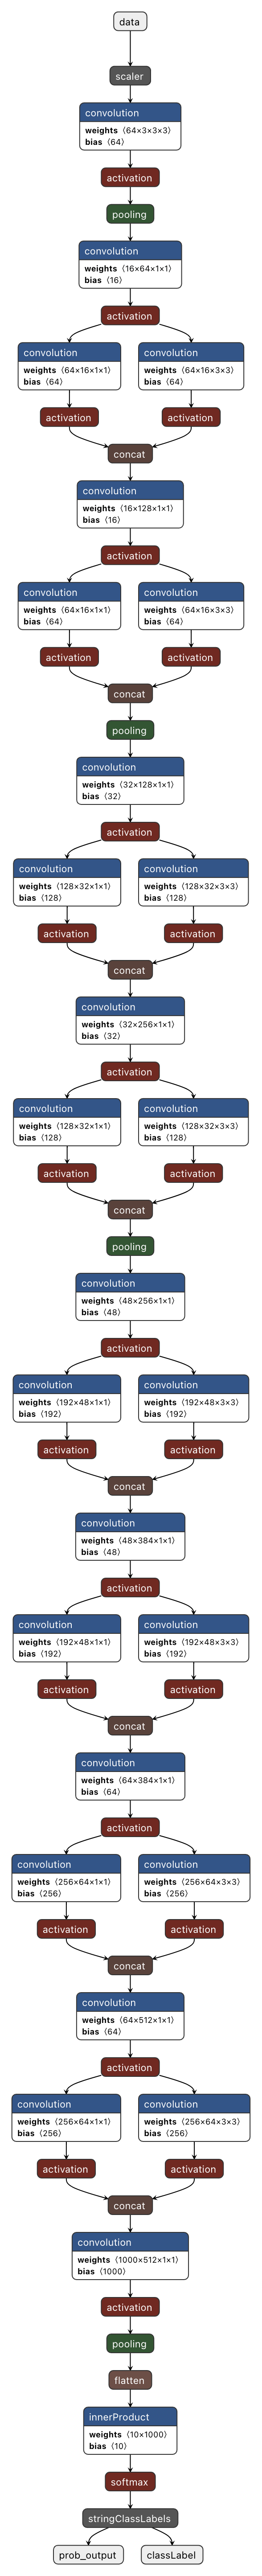 data
scaler
convolution
weights ⟨64×3×3×3⟩
bias ⟨64⟩
activation
pooling
convolution
weights ⟨16×64×1×1⟩
bias ⟨16⟩
activation
convolution
weights ⟨64×16×1×1⟩
bias ⟨64⟩
convolution
weights ⟨64×16×3×3⟩
bias ⟨64⟩
activation
activation
concat
convolution
weights ⟨16×128×1×1⟩
bias ⟨16⟩
activation
convolution
weights ⟨64×16×1×1⟩
bias ⟨64⟩
convolution
weights ⟨64×16×3×3⟩
bias ⟨64⟩
activation
activation
concat
pooling
convolution
weights ⟨32×128×1×1⟩
bias ⟨32⟩
activation
convolution
weights ⟨128×32×1×1⟩
bias ⟨128⟩
convolution
weights ⟨128×32×3×3⟩
bias ⟨128⟩
activation
activation
concat
convolution
weights ⟨32×256×1×1⟩
bias ⟨32⟩
activation
convolution
weights ⟨128×32×1×1⟩
bias ⟨128⟩
convolution
weights ⟨128×32×3×3⟩
bias ⟨128⟩
activation
activation
concat
pooling
convolution
weights ⟨48×256×1×1⟩
bias ⟨48⟩
activation
convolution
weights ⟨192×48×1×1⟩
bias ⟨192⟩
convolution
weights ⟨192×48×3×3⟩
bias ⟨192⟩
activation
activation
concat
convolution
weights ⟨48×384×1×1⟩
bias ⟨48⟩
activation
convolution
weights ⟨192×48×1×1⟩
bias ⟨192⟩
convolution
weights ⟨192×48×3×3⟩
bias ⟨192⟩
activation
activation
concat
convolution
weights ⟨64×384×1×1⟩
bias ⟨64⟩
activation
convolution
weights ⟨256×64×1×1⟩
bias ⟨256⟩
convolution
weights ⟨256×64×3×3⟩
bias ⟨256⟩
activation
activation
concat
convolution
weights ⟨64×512×1×1⟩
bias ⟨64⟩
activation
convolution
weights ⟨256×64×1×1⟩
bias ⟨256⟩
convolution
weights ⟨256×64×3×3⟩
bias ⟨256⟩
activation
activation
concat
convolution
weights ⟨1000×512×1×1⟩
bias ⟨1000⟩
activation
pooling
flatten
innerProduct
weights ⟨10×1000⟩
bias ⟨10⟩
softmax
stringClassLabels
prob_output
classLabel